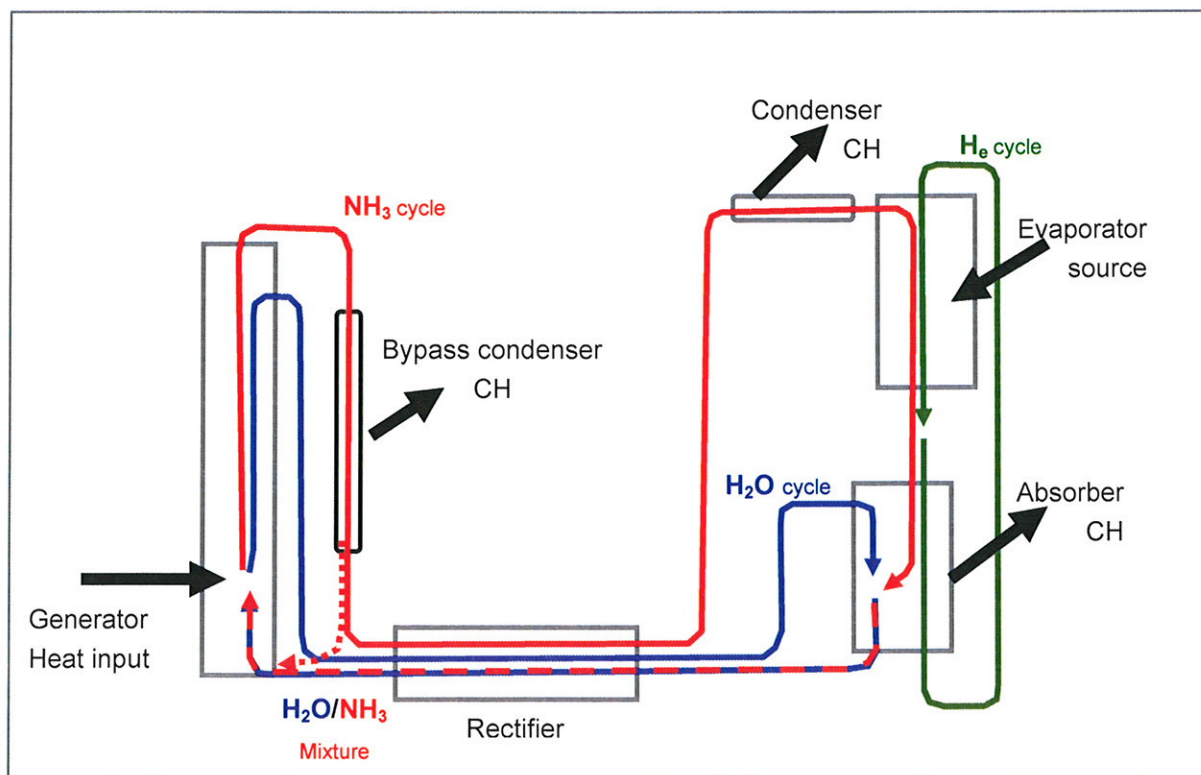 Condenser
CH
He cycle
NH3 cycle
Evaporator
source
Bypass condenser
CH
H2O cycle
Absorber
CH
Generator
Heat input
H2O/NH3
Mixture
Rectifier